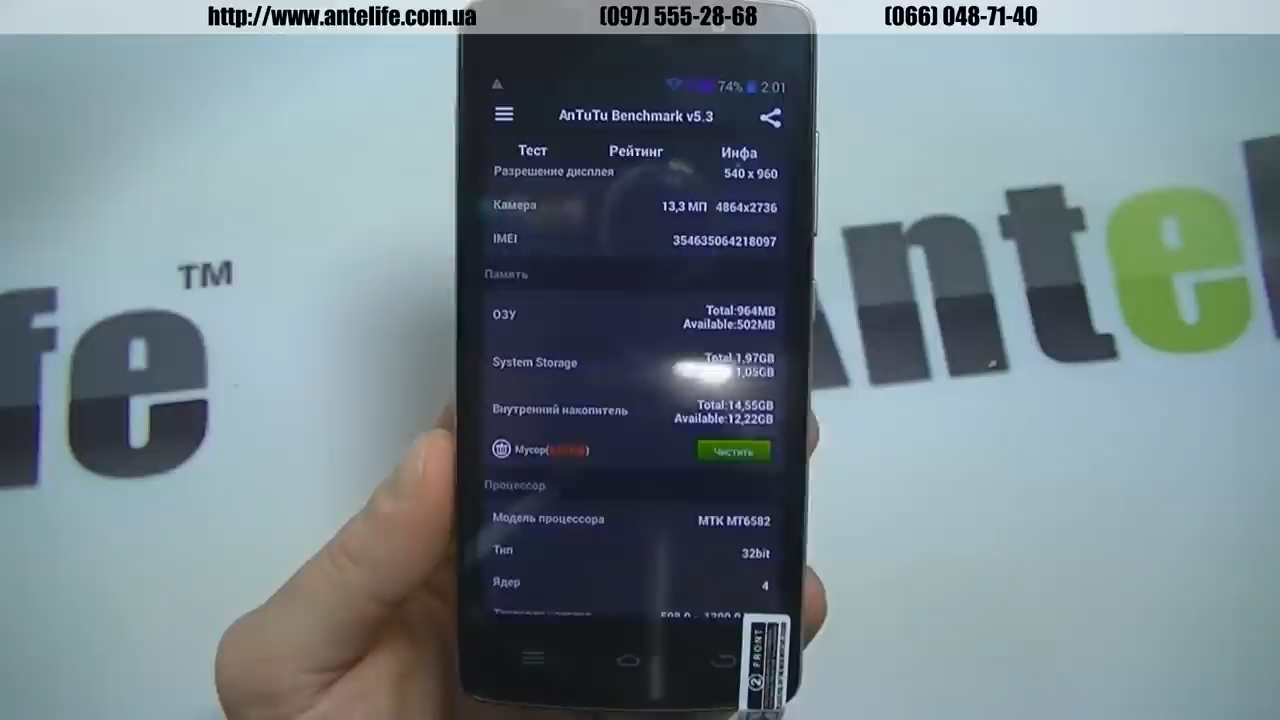 http://www.antelife.com.ua (097) 555-28-68 (066) 048-71-40
74% 2:01
AnTuTu Benchmark v5.3
Тест Рейтинг Инфа
Разрешение дисплея 540 x 960
Камера 13,3 МП 4864x2736
IMEI 354635064218097
Память
ОЗУ Total:964MB
Available:502MB
System Storage Total:1,97GB
1,05GB
Внутренний накопитель Total:14,55GB
Available:12,22GB
Мусор( ) Чистить
Процессор
Модель процессора MTK MT6582
Тип 32bit
Ядер 4
fe TM
Ante
2 FRONT